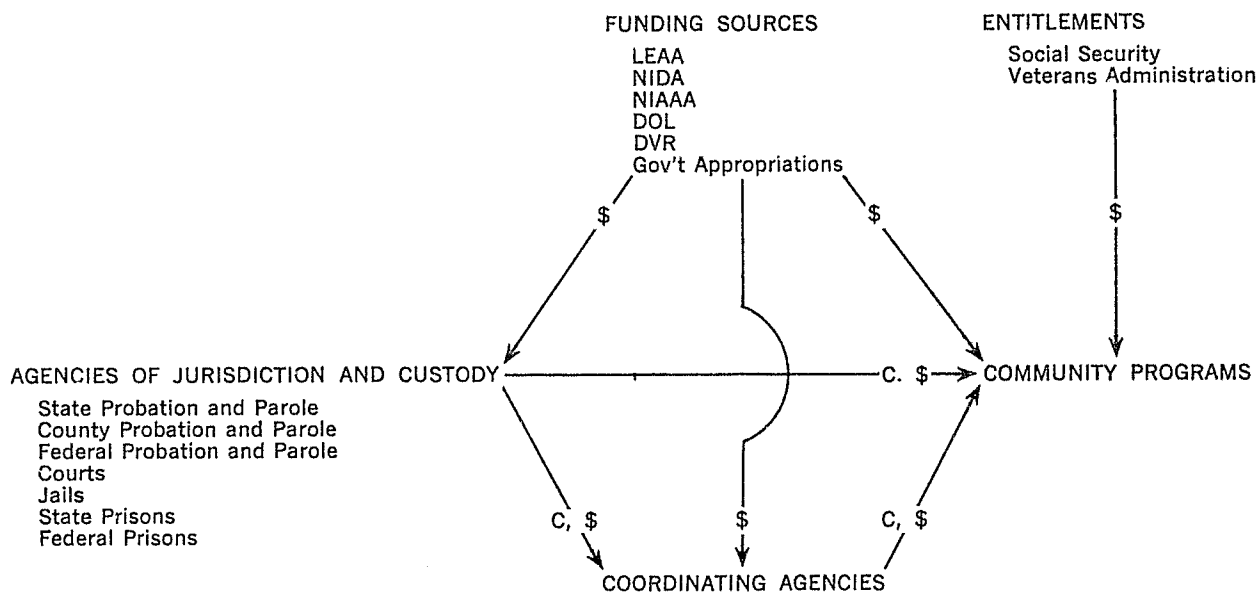 FUNDING SOURCES
LEAA
NIDA
NIAAA
DOL
DVR
Gov't Appropriations
ENTITLEMENTS
Social Security
Veterans Administration
$
$
$
AGENCIES OF JURISDICTION AND CUSTODY
C. $
COMMUNITY PROGRAMS
State Probation and Parole
County Probation and Parole
Federal Probation and Parole
Courts
Jails
State Prisons
Federal Prisons
C, $
$
C, $
COORDINATING AGENCIES